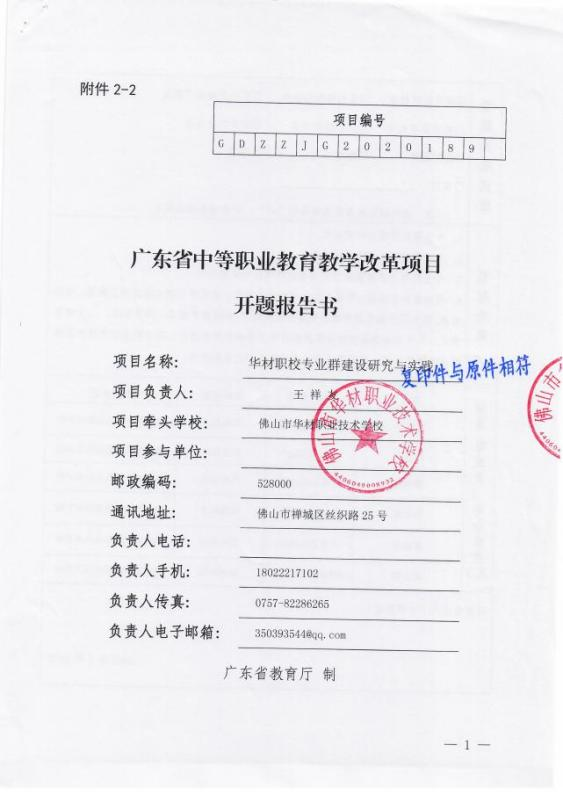 附件 2-2
项目编号
G D Z Z J G 2 0 2 0 1 8 9
广东省中等职业教育教学改革项目
开题报告书
项目名称: 华材职校专业群建设研究与实践
复印件与原件相符
项目负责人: 王 祥
项目牵头学校: 佛山市华材职业技术学校
佛山市华材职业技术学校
4406040008932
佛山市
440604
项目参与单位:
邮政编码: 528000
通讯地址: 佛山市禅城区丝织路 25 号
负责人电话:
负责人手机: 18022217102
负责人传真: 0757-82286265
负责人电子邮箱: 350393544@qq.com
广东省教育厅 制
— 1 —